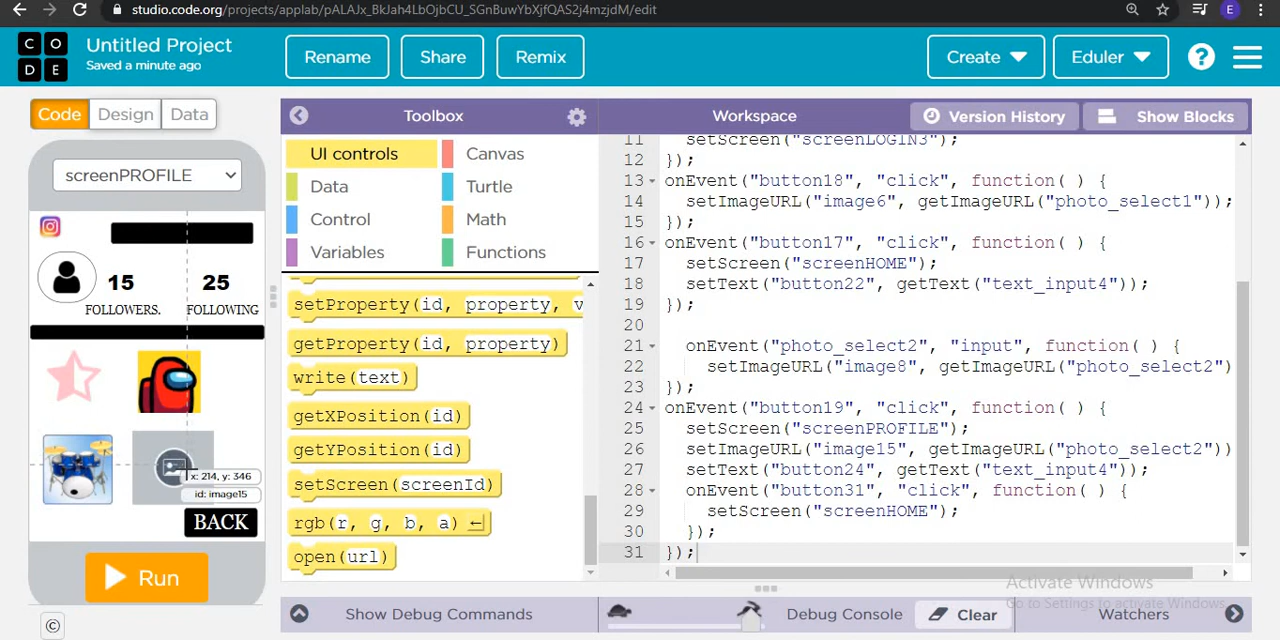 studio.code.org/projects/applab/pALAJx_BkJah4LbOjbCU_SGnBuwYbXjfQAS2j4mzjdM/edit
E
CO
DE
Untitled Project
Saved a minute ago
Rename
Share
Remix
Create
Eduler
?
Code
Design
Data
Toolbox
Workspace
Version History
Show Blocks
screenPROFILE
15
25
FOLLOWERS.
FOLLOWING
x: 214, y: 346
id: image15
BACK
Run
©
UI controls
Canvas
Data
Turtle
Control
Math
Variables
Functions
setProperty(id, property, v
getProperty(id, property)
write(text)
getXPosition(id)
getYPosition(id)
setScreen(screenId)
rgb(r, g, b, a)
open(url)
11 setScreen("screenLOGIN3");
12 });
13 onEvent("button18", "click", function( ) {
14 setImageURL("image6", getImageURL("photo_select1"));
15 });
16 onEvent("button17", "click", function( ) {
17 setScreen("screenHOME");
18 setText("button22", getText("text_input4"));
19 });
20
21 onEvent("photo_select2", "input", function( ) {
22 setImageURL("image8", getImageURL("photo_select2")
23 });
24 onEvent("button19", "click", function( ) {
25 setScreen("screenPROFILE");
26 setImageURL("image15", getImageURL("photo_select2"))
27 setText("button24", getText("text_input4"));
28 onEvent("button31", "click", function( ) {
29 setScreen("screenHOME");
30 });
31 });
Activate Windows
Go to Settings to activate Windows.
Show Debug Commands
Debug Console
Clear
Watchers